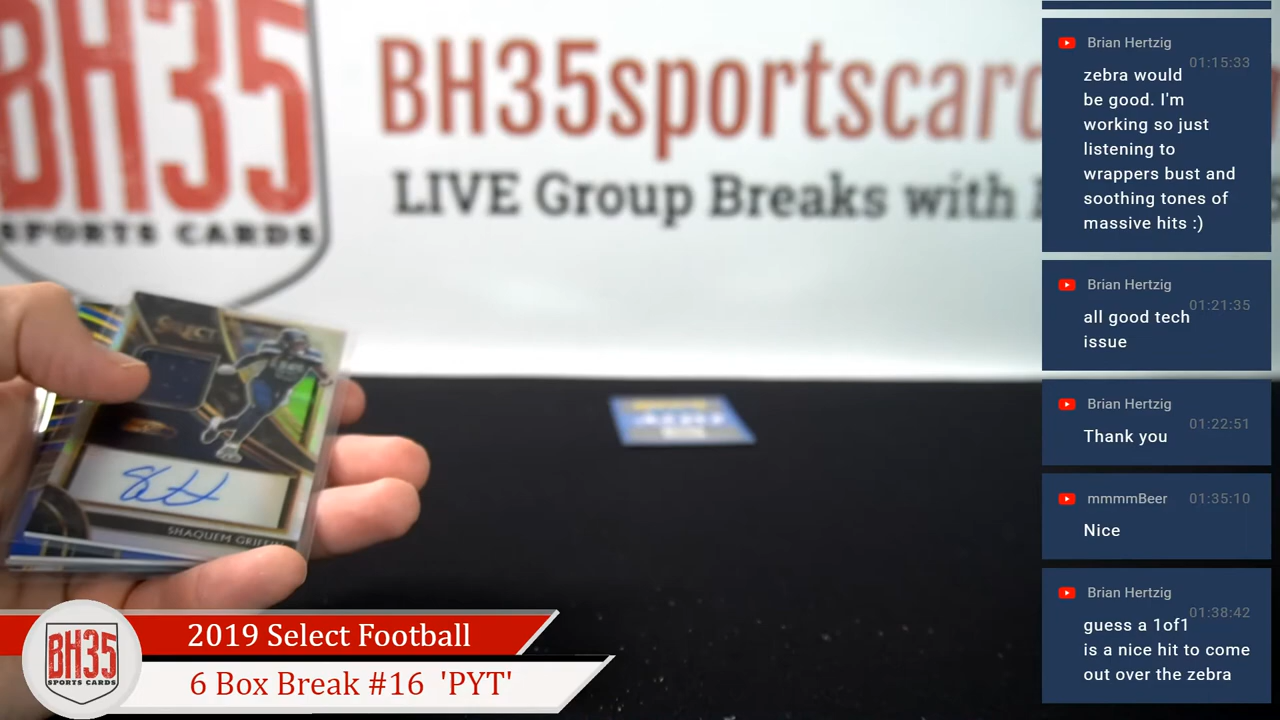 BH35
SPORTS CARDS
BH35sportscard
LIVE Group Breaks with
SELECT
SHAQUEM GRIFFIN
2019 Select Football
6 Box Break #16 'PYT'
BH35
SPORTS CARDS
Brian Hertzig
01:15:33
zebra would
be good. I'm
working so just
listening to
wrappers bust and
soothing tones of
massive hits :)
Brian Hertzig
01:21:35
all good tech
issue
Brian Hertzig
01:22:51
Thank you
mmmmBeer 01:35:10
Nice
Brian Hertzig
01:38:42
guess a 1of1
is a nice hit to come
out over the zebra